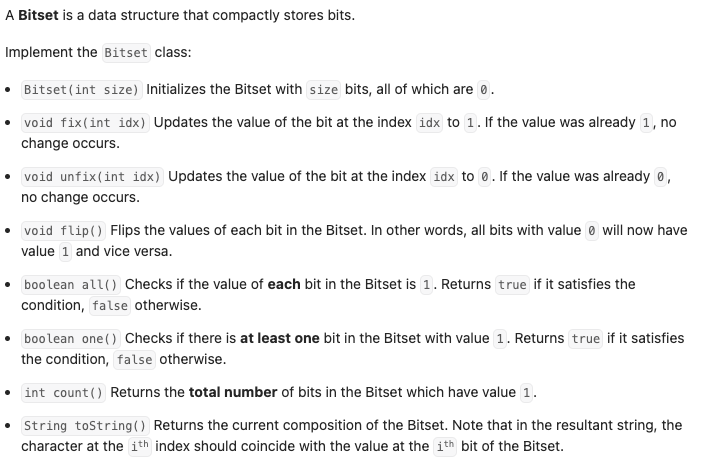 A Bitset is a data structure that compactly stores bits.
Implement the Bitset class:
• Bitset(int size) Initializes the Bitset with size bits, all of which are 0.
• void fix(int idx) Updates the value of the bit at the index idx to 1. If the value was already 1, no
change occurs.
• void unfix(int idx) Updates the value of the bit at the index idx to 0. If the value was already 0,
no change occurs.
• void flip() Flips the values of each bit in the Bitset. In other words, all bits with value 0 will now have
value 1 and vice versa.
• boolean all() Checks if the value of each bit in the Bitset is 1. Returns true if it satisfies the
condition, false otherwise.
• boolean one() Checks if there is at least one bit in the Bitset with value 1. Returns true if it satisfies
the condition, false otherwise.
• int count() Returns the total number of bits in the Bitset which have value 1.
• String toString() Returns the current composition of the Bitset. Note that in the resultant string, the
character at the ith index should coincide with the value at the ith bit of the Bitset.